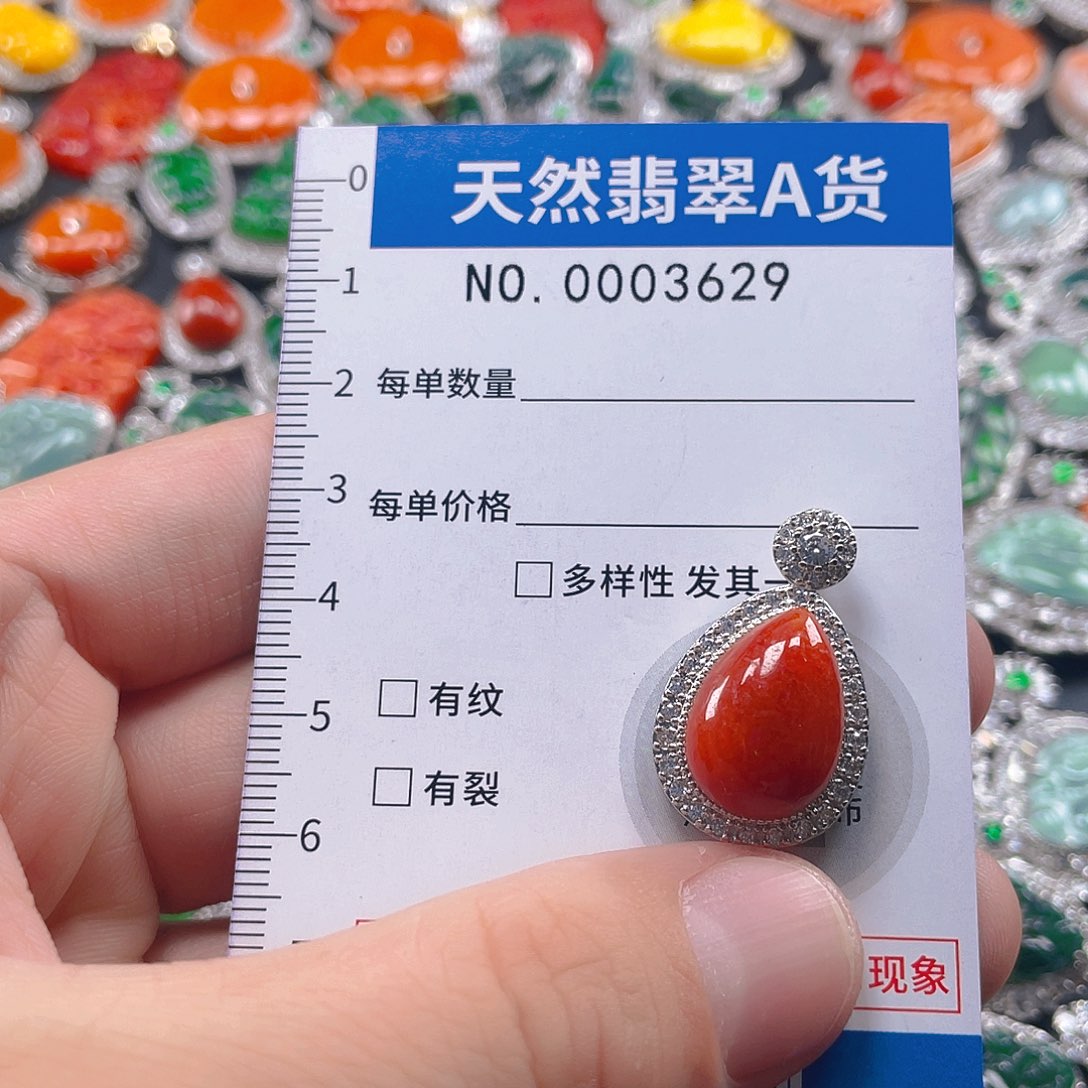 天然翡翠A货
NO. 0003629
0
1
2
3
4
5
6
每单数量
每单价格
多样性 发其一
有纹
有裂
现象